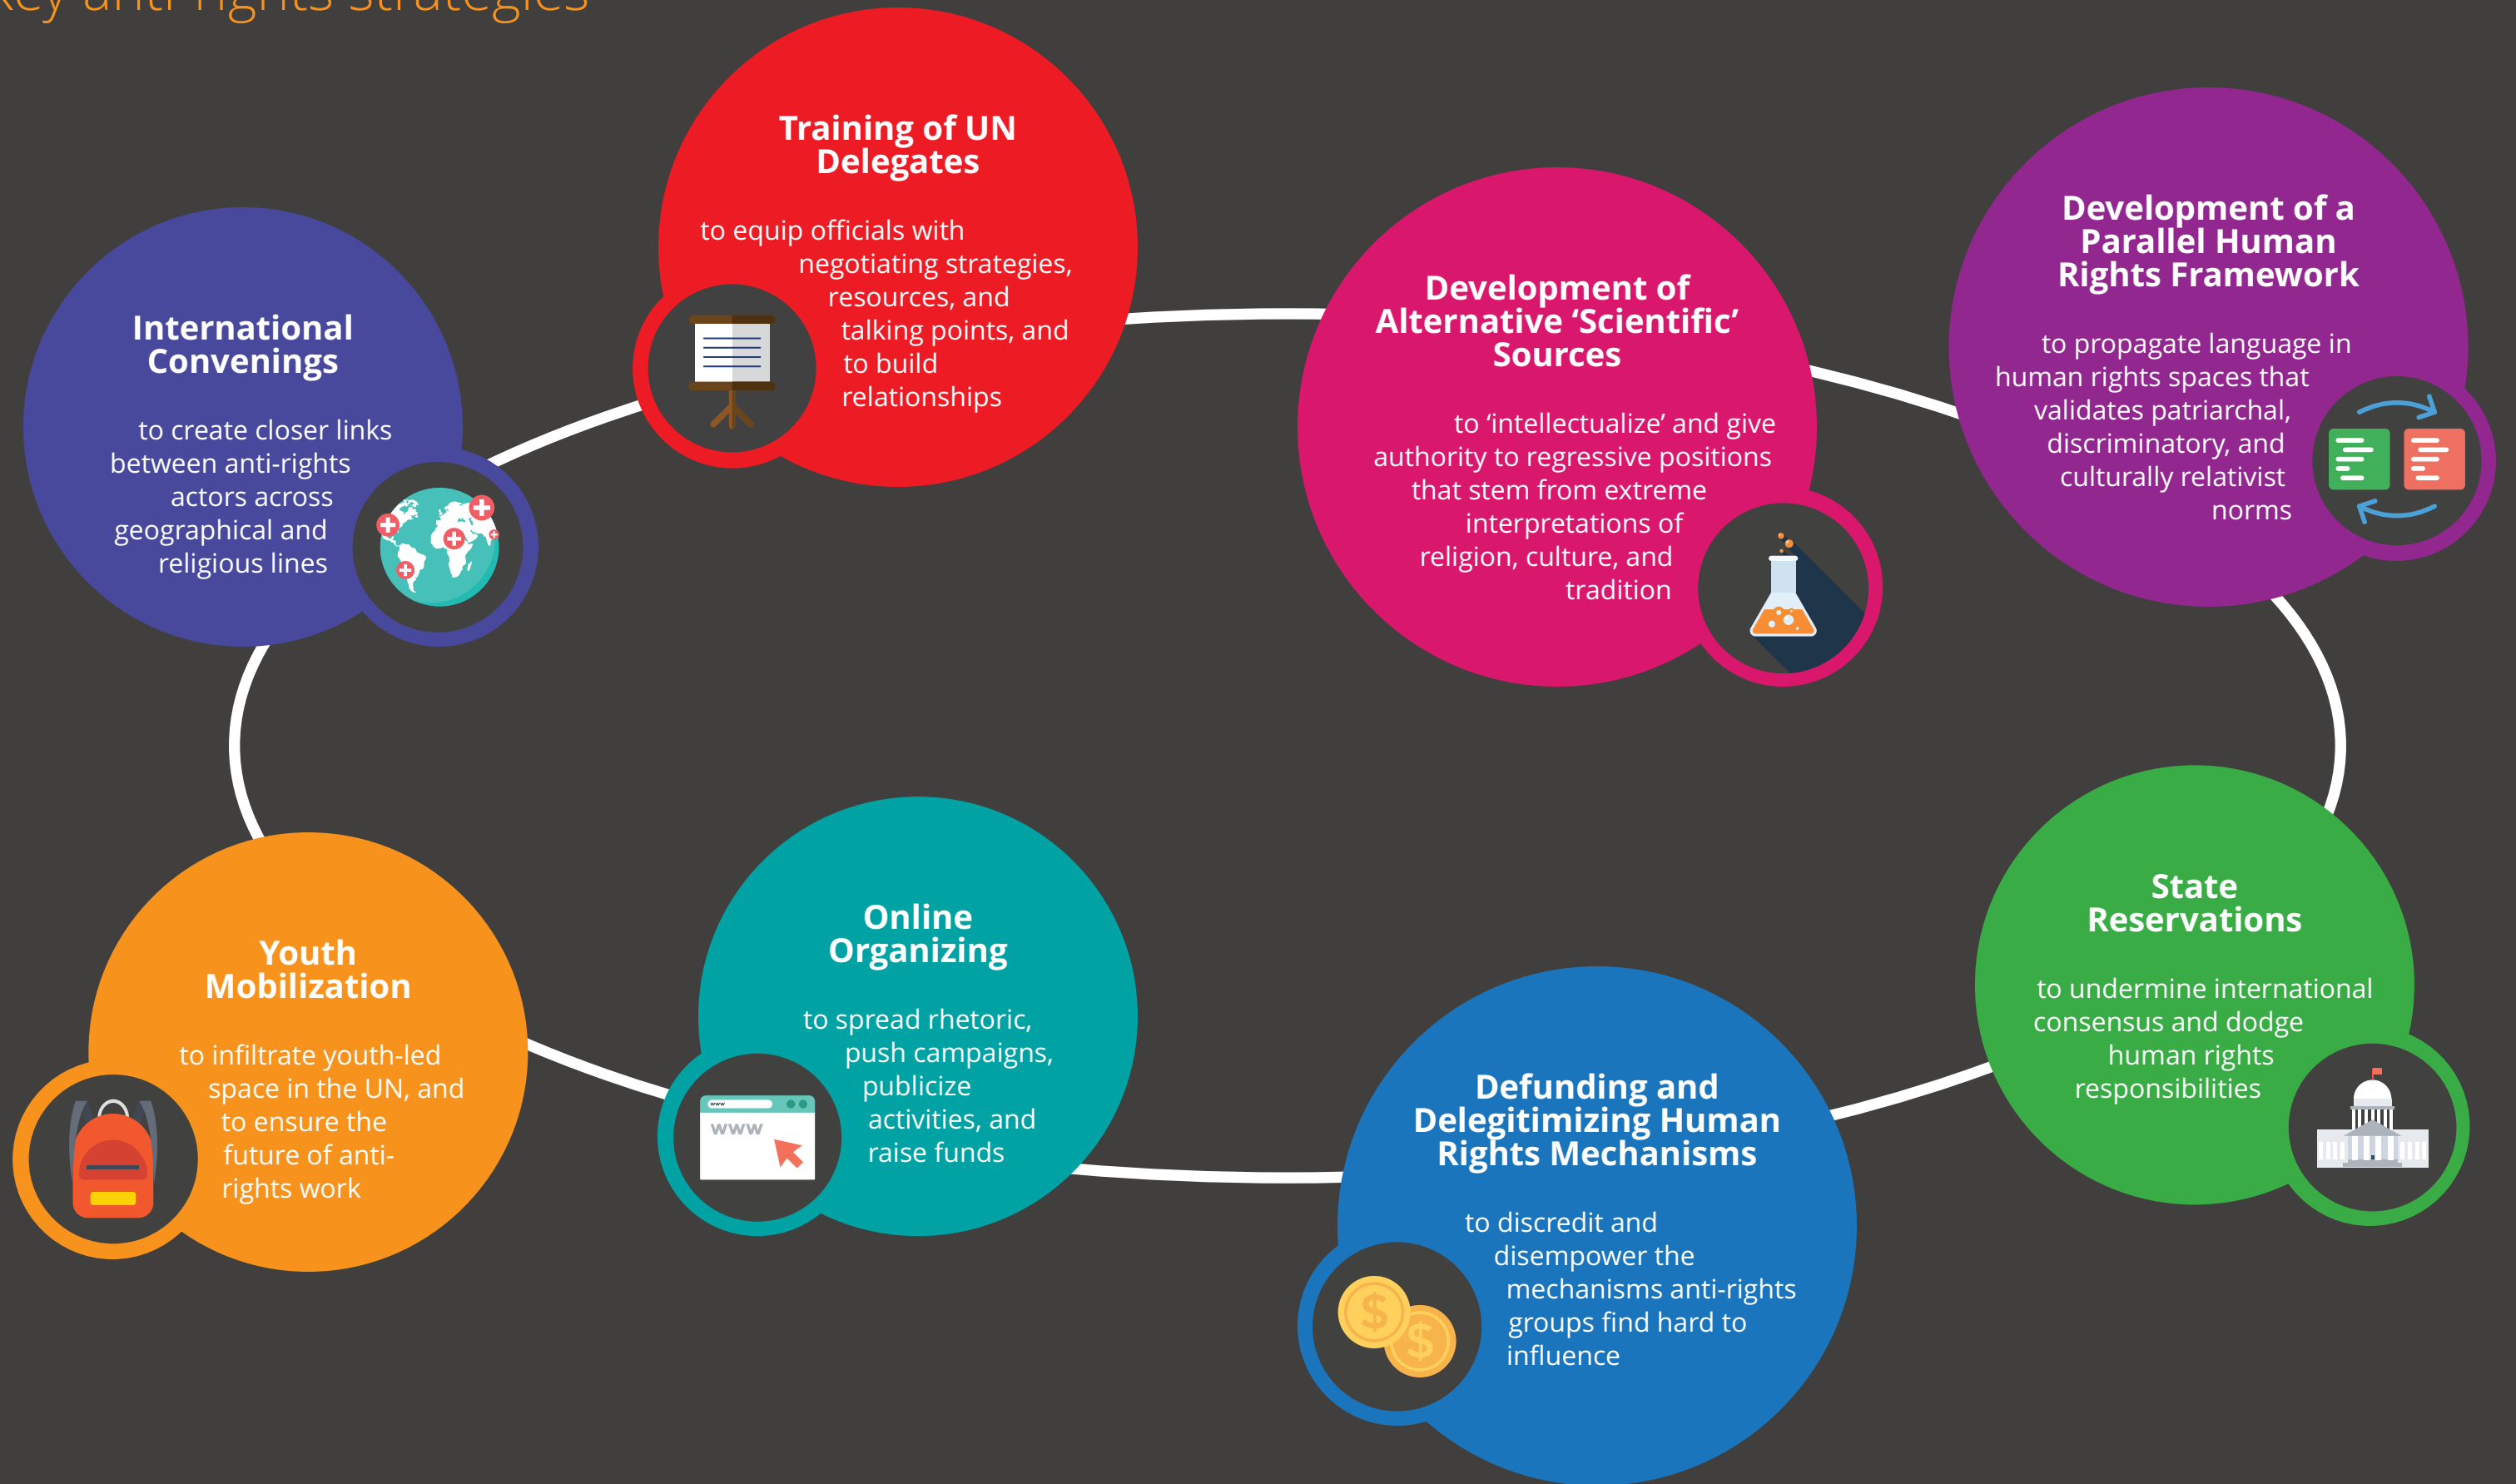 key anti-rights strategies
Training of UN
Delegates
to equip officials with
negotiating strategies,
resources, and
talking points, and
to build
relationships
Development of a
Parallel Human
Rights Framework
to propagate language in
human rights spaces that
validates patriarchal,
discriminatory, and
culturally relativist
norms
Development of
Alternative ‘Scientific’
Sources
to ‘intellectualize’ and give
authority to regressive positions
that stem from extreme
interpretations of
religion, culture, and
tradition
International
Convenings
to create closer links
between anti-rights
actors across
geographical and
religious lines
State
Reservations
to undermine international
consensus and dodge
human rights
responsibilities
Online
Organizing
to spread rhetoric,
push campaigns,
publicize
activities, and
raise funds
www
www
Youth
Mobilization
to infiltrate youth-led
space in the UN, and
to ensure the
future of anti-
rights work
Defunding and
Delegitimizing Human
Rights Mechanisms
to discredit and
disempower the
mechanisms anti-rights
groups find hard to
influence
$
$